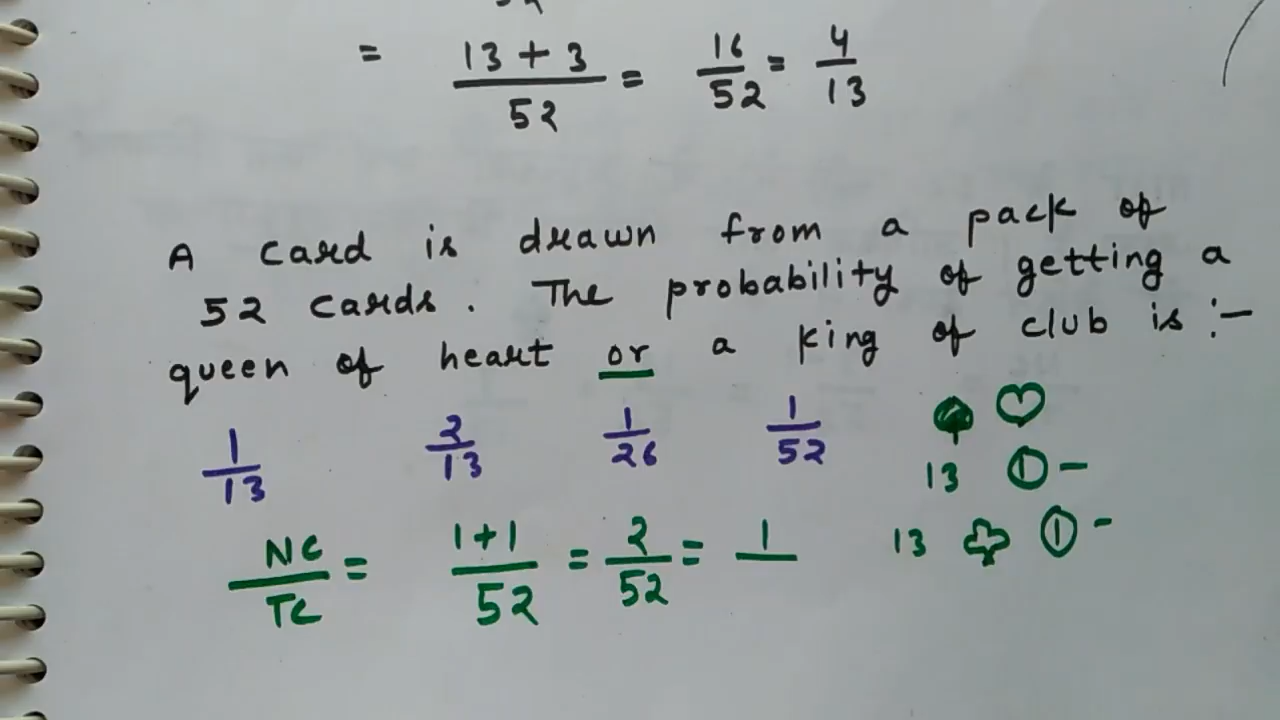 = 13 + 3 / 52 = 16 / 52 = 4 / 13
A card is drawn from a pack of
52 cards. The probability of getting a
queen of heart or a king of club is :-
1/13 2/13 1/26 1/52
13 1 -
13 1 -
NC/TC = 1+1/52 = 2/52 = 1/